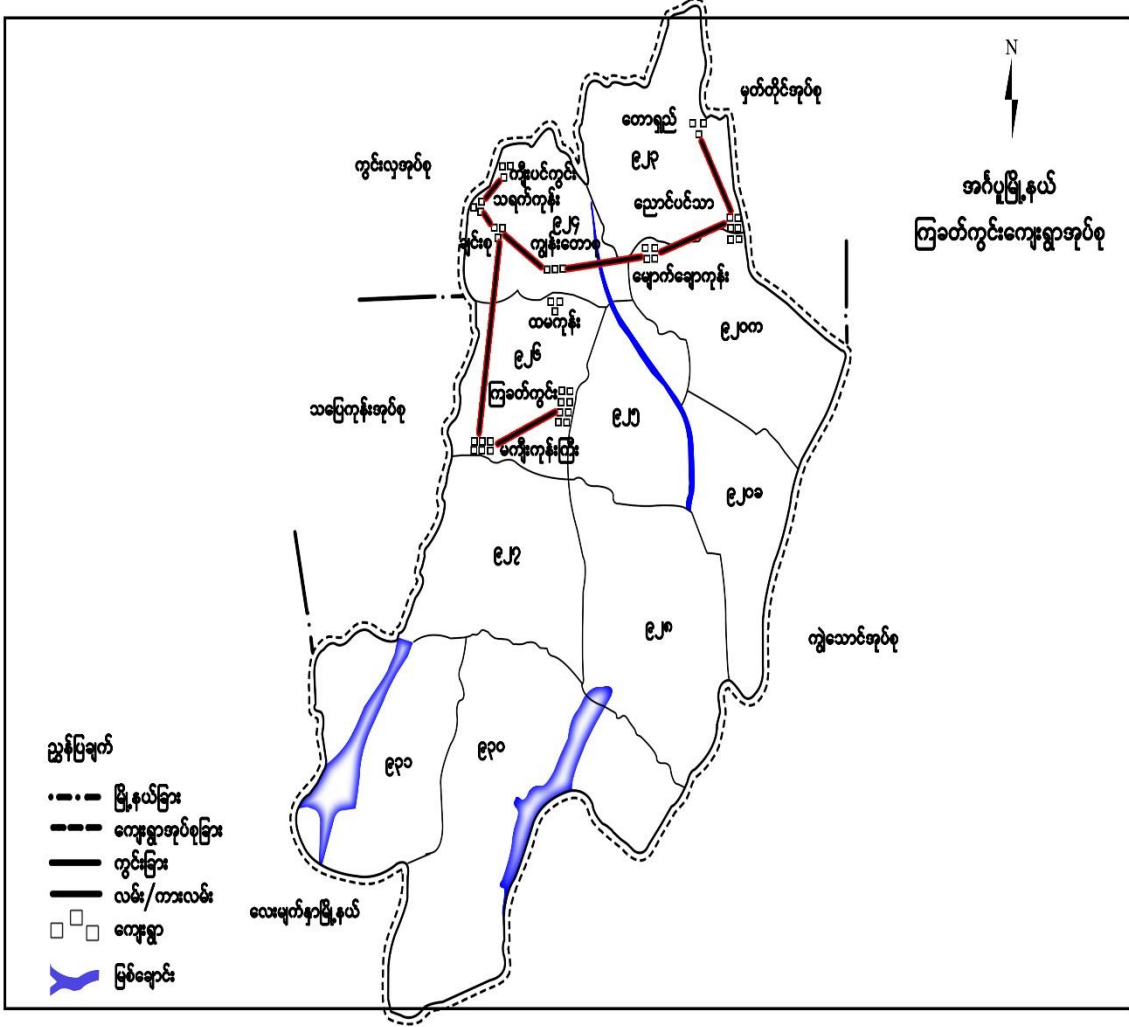 N
မှတ်တိုင်အုပ်စု
တောရှည်
ကွင်းလှအုပ်စု
၉၂၃
ကျီးပင်ကွင်း
သရက်ကုန်း
ညောင်ပင်သာ
အင်္ဂပူမြို့နယ်
ကြခတ်ကွင်းကျေးရွာအုပ်စု
၉၂၄
ချင်းစု
ကျွန်းတောစု
မျောက်ချောကုန်း
ထမကုန်း
၉၂၀က
၉၂၆
ကြခတ်ကွင်း
သပြေကုန်းအုပ်စု
၉၂၅
မကျီးကုန်းကြီး
၉၂၀ခ
၉၂၇
၉၂၈
ကွဲသောင်အုပ်စု
၉၃၀
၉၃၁
ညွှန်ပြချက်
မြို့နယ်ခြား
ကျေးရွာအုပ်စုခြား
ကွင်းခြား
လမ်း/ကားလမ်း
ကျေးရွာ
မြစ်ချောင်း
လေးမျက်နှာမြို့နယ်